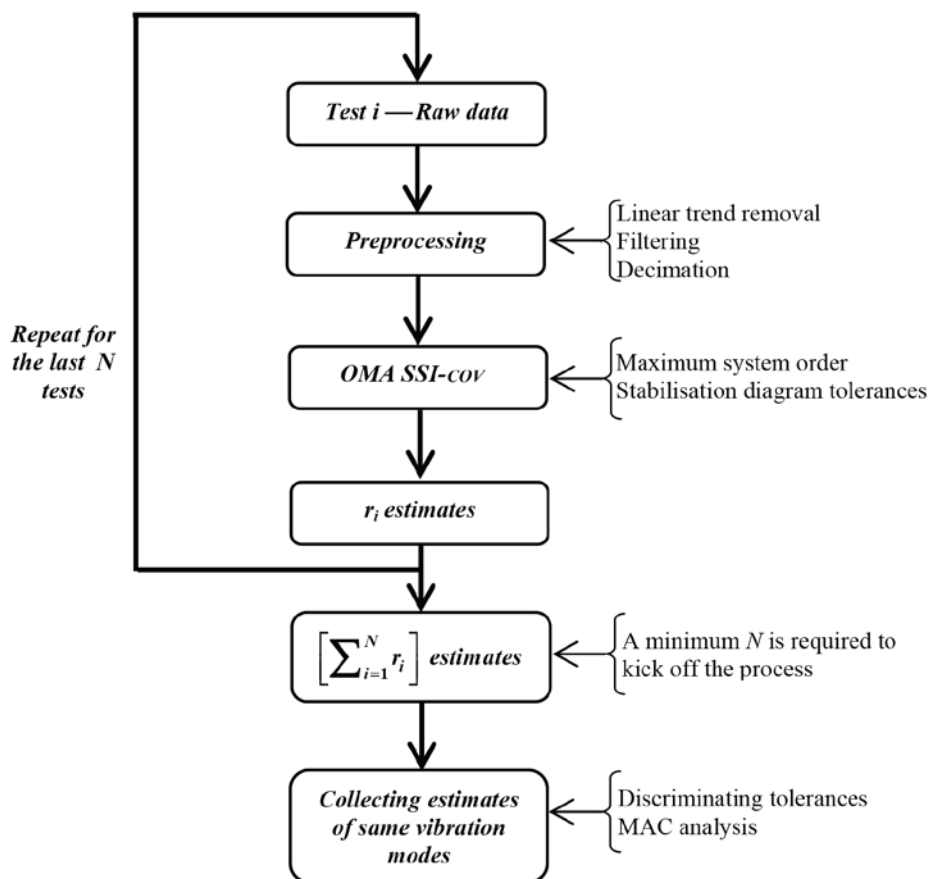 Test i — Raw data
Preprocessing
Linear trend removal
Filtering
Decimation
Repeat for
the last N
tests
OMA SSI-COV
Maximum system order
Stabilisation diagram tolerances
r_i estimates
[∑_{i=1}^{N} r_i] estimates
A minimum N is required to
kick off the process
Collecting estimates
of same vibration
modes
Discriminating tolerances
MAC analysis